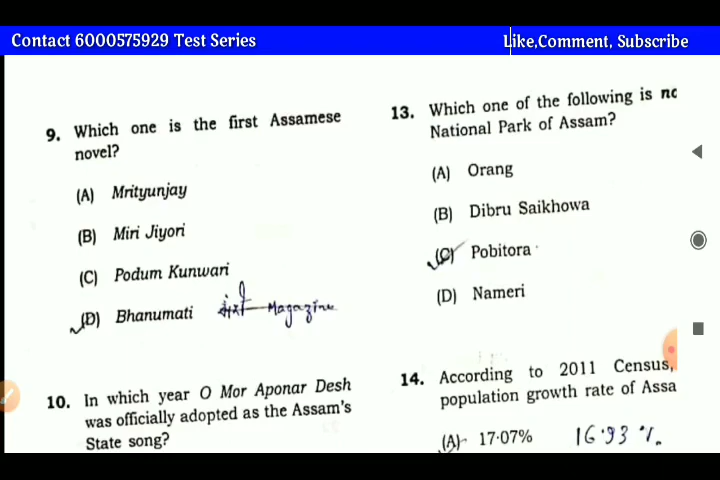 Contact 6000575929 Test Series
Like,Comment, Subscribe
9. Which one is the first Assamese
novel?
(A) Mrityunjay
(B) Miri Jiyori
(C) Podum Kunwari
(D) Bhanumati first Magazine
10. In which year O Mor Aponar Desh
was officially adopted as the Assam's
State song?
13. Which one of the following is no
National Park of Assam?
(A) Orang
(B) Dibru Saikhowa
(C) Pobitora
(D) Nameri
14. According to 2011 Census,
population growth rate of Assa
(A) 17·07% 16·93 %